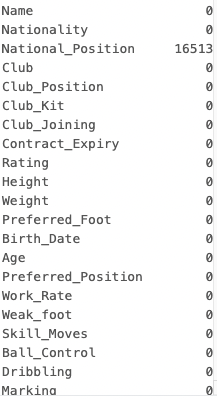 Name 0
Nationality 0
National_Position 16513
Club 0
Club_Position 0
Club_Kit 0
Club_Joining 0
Contract_Expiry 0
Rating 0
Height 0
Weight 0
Preferred_Foot 0
Birth_Date 0
Age 0
Preferred_Position 0
Work_Rate 0
Weak_foot 0
Skill_Moves 0
Ball_Control 0
Dribbling 0
Marking 0